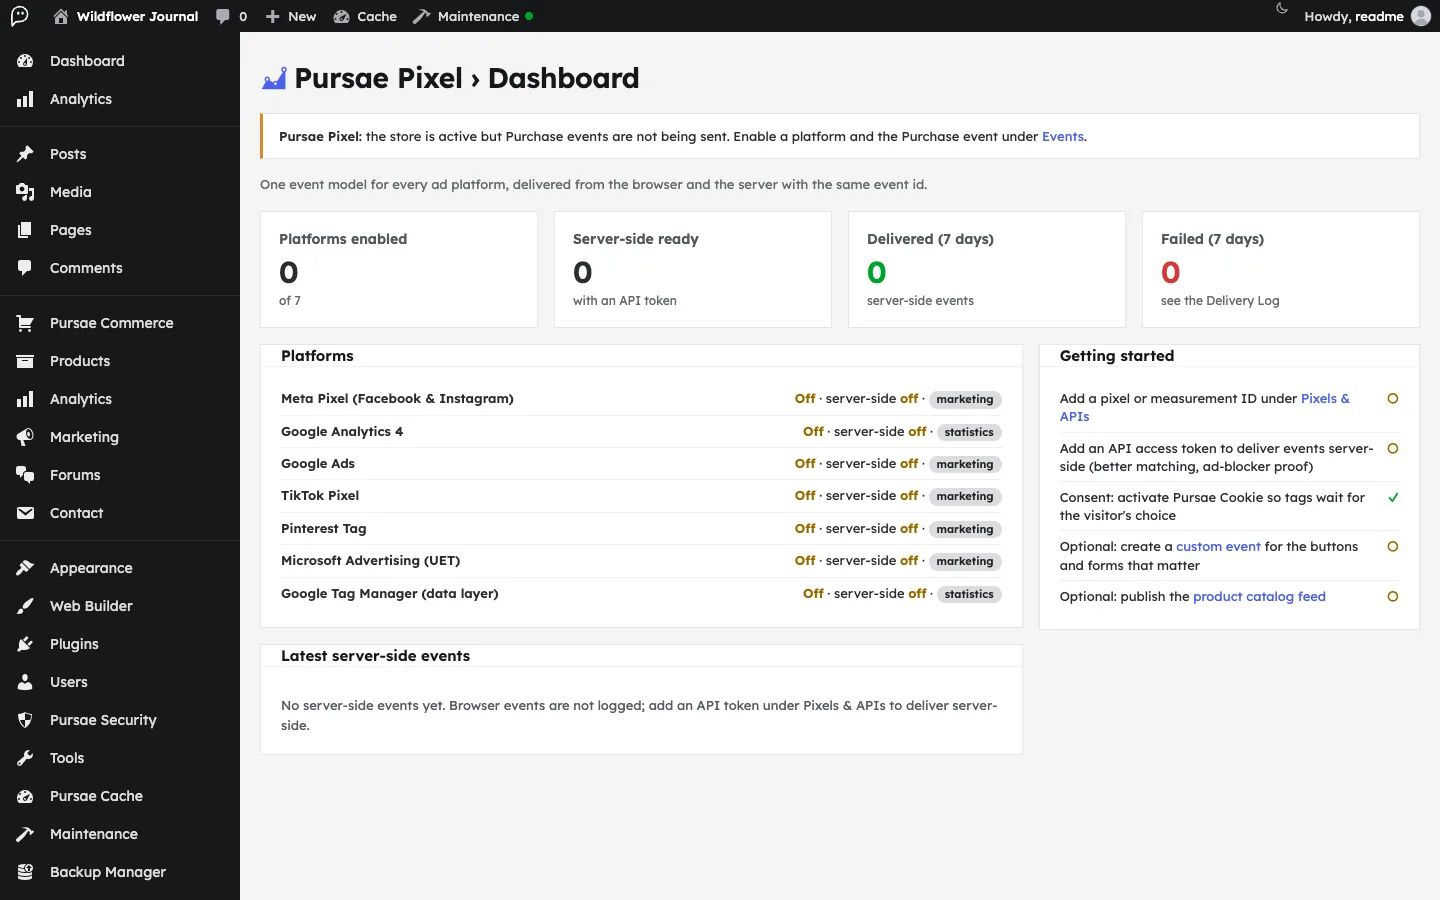 Wildflower Journal
0
New
Cache
Maintenance
Howdy, readme
Dashboard
Analytics
Posts
Media
Pages
Comments
Pursae Commerce
Products
Analytics
Marketing
Forums
Contact
Appearance
Web Builder
Plugins
Users
Pursae Security
Tools
Pursae Cache
Maintenance
Backup Manager
Pursae Pixel › Dashboard
Pursae Pixel: the store is active but Purchase events are not being sent. Enable a platform and the Purchase event under Events.
One event model for every ad platform, delivered from the browser and the server with the same event id.
Platforms enabled
0
of 7
Server-side ready
0
with an API token
Delivered (7 days)
0
server-side events
Failed (7 days)
0
see the Delivery Log
Platforms
Meta Pixel (Facebook & Instagram) Off · server-side off · marketing
Google Analytics 4 Off · server-side off · statistics
Google Ads Off · server-side off · marketing
TikTok Pixel Off · server-side off · marketing
Pinterest Tag Off · server-side off · marketing
Microsoft Advertising (UET) Off · server-side off · marketing
Google Tag Manager (data layer) Off · server-side off · statistics
Getting started
Add a pixel or measurement ID under Pixels &
APIs
Add an API access token to deliver events server-
side (better matching, ad-blocker proof)
Consent: activate Pursae Cookie so tags wait for
the visitor's choice
Optional: create a custom event for the buttons
and forms that matter
Optional: publish the product catalog feed
Latest server-side events
No server-side events yet. Browser events are not logged; add an API token under Pixels & APIs to deliver server-
side.